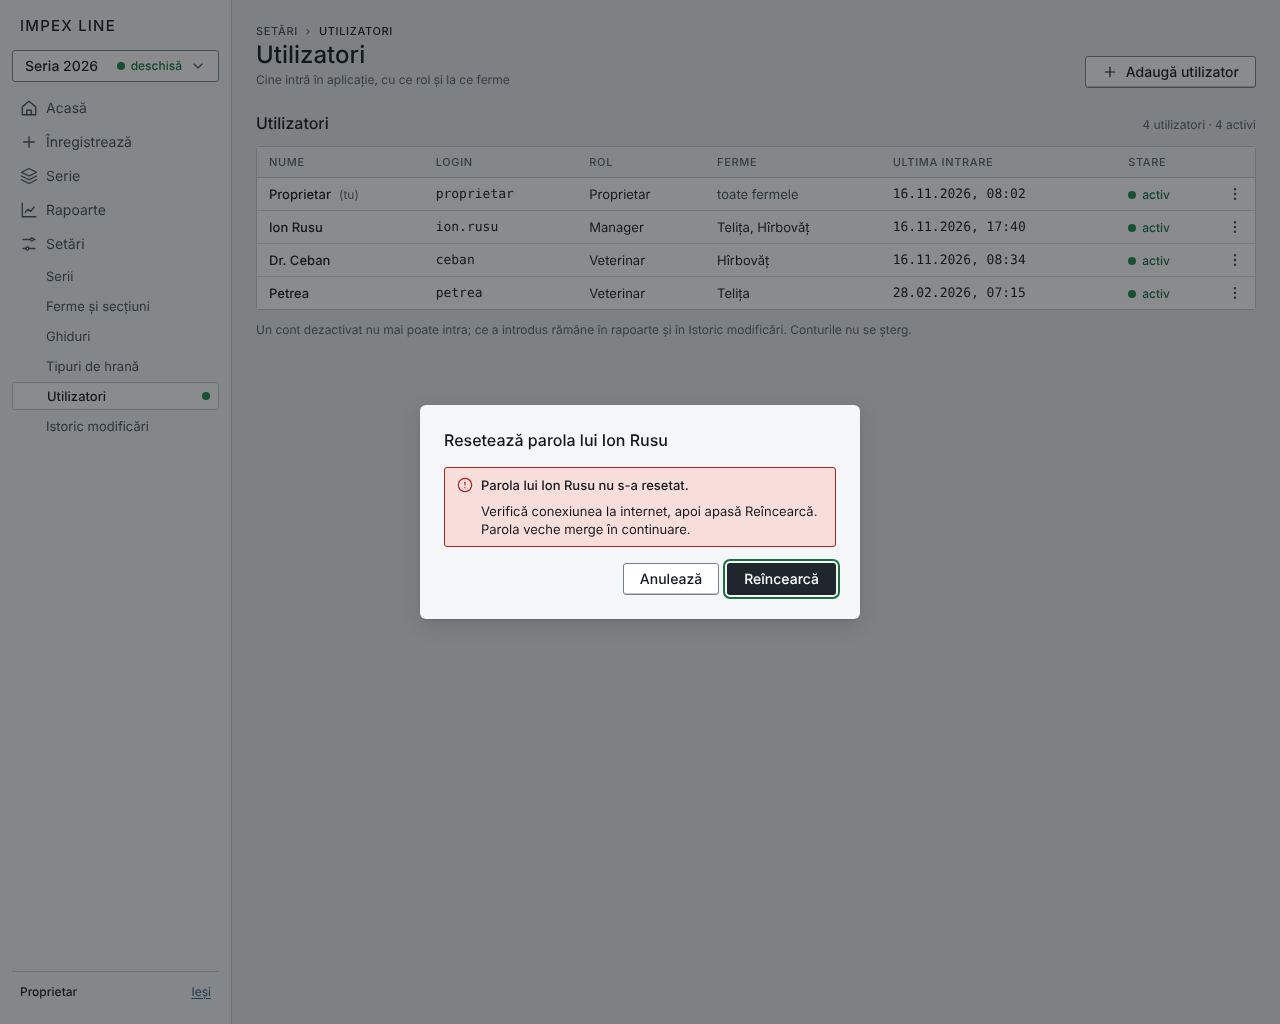 IMPEX LINE
Seria 2026 deschisă
Acasă
Înregistrează
Serie
Rapoarte
Setări
Serii
Ferme și secțiuni
Ghiduri
Tipuri de hrană
Utilizatori
Istoric modificări
Proprietar Ieși
SETĂRI › UTILIZATORI
Utilizatori
Cine intră în aplicație, cu ce rol și la ce ferme
+ Adaugă utilizator
Utilizatori
4 utilizatori · 4 activi
NUME LOGIN ROL FERME ULTIMA INTRARE STARE
Proprietar (tu) proprietar Proprietar toate fermele 16.11.2026, 08:02 activ
Ion Rusu ion.rusu Manager Telița, Hîrbovăț 16.11.2026, 17:40 activ
Dr. Ceban ceban Veterinar Hîrbovăț 16.11.2026, 08:34 activ
Petrea petrea Veterinar Telița 28.02.2026, 07:15 activ
Un cont dezactivat nu mai poate intra; ce a introdus rămâne în rapoarte și în Istoric modificări. Conturile nu se șterg.
Resetează parola lui Ion Rusu
Parola lui Ion Rusu nu s-a resetat.
Verifică conexiunea la internet, apoi apasă Reîncearcă.
Parola veche merge în continuare.
Anulează Reîncearcă